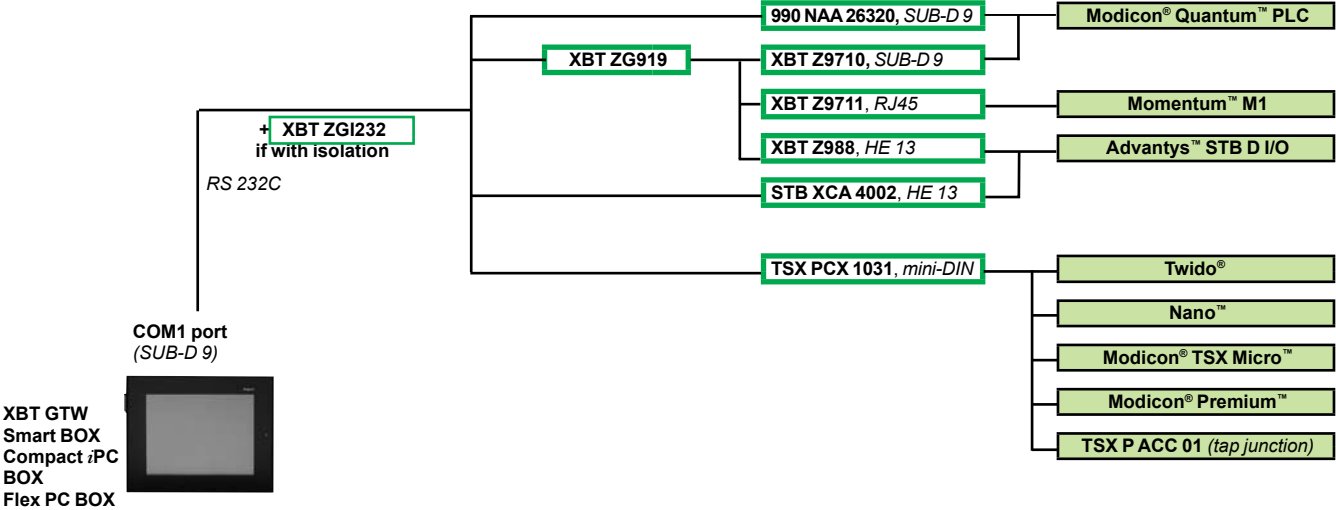 990 NAA 26320, SUB-D 9
Modicon® Quantum™ PLC
XBT ZG919
XBT Z9710, SUB-D 9
XBT Z9711, RJ45
Momentum™ M1
+ XBT ZGI232
if with isolation
XBT Z988, HE 13
Advantys™ STB D I/O
RS 232C
STB XCA 4002, HE 13
TSX PCX 1031, mini-DIN
Twido®
Nano™
COM1 port
(SUB-D 9)
Modicon® TSX Micro™
Modicon® Premium™
TSX P ACC 01 (tap junction)
XBT GTW
Smart BOX
Compact iPC
BOX
Flex PC BOX